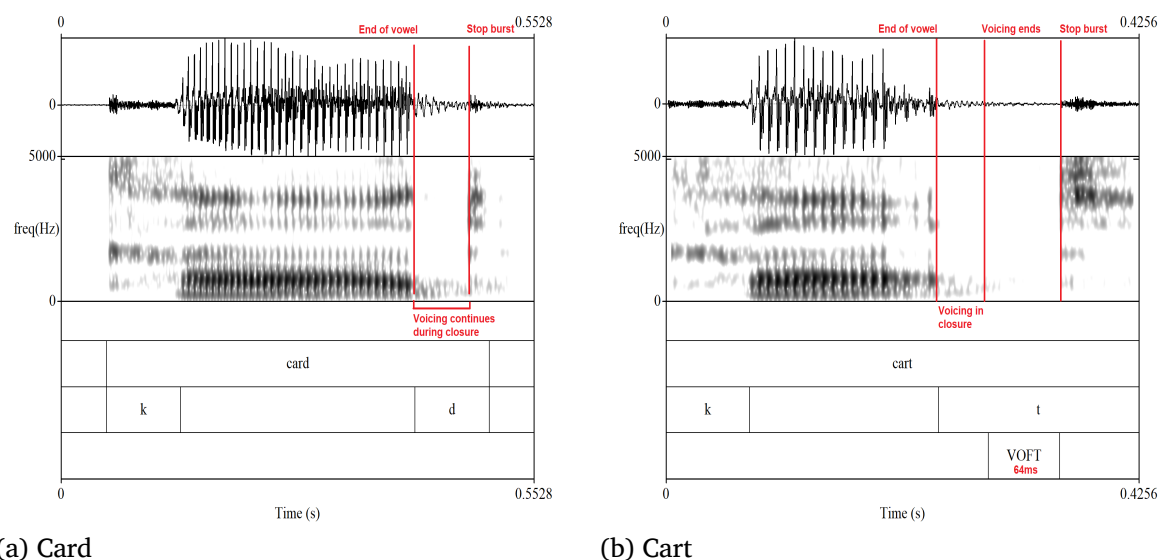 0
0.5528
End of vowel
Stop burst
0
5000
freq(Hz)
0
Voicing continues
during closure
card
k
d
0
0.5528
Time (s)
(a) Card
0
0.4256
End of vowel
Voicing ends
Stop burst
0
5000
freq(Hz)
0
Voicing in
closure
cart
k
t
VOFT
64ms
0
0.4256
Time (s)
(b) Cart